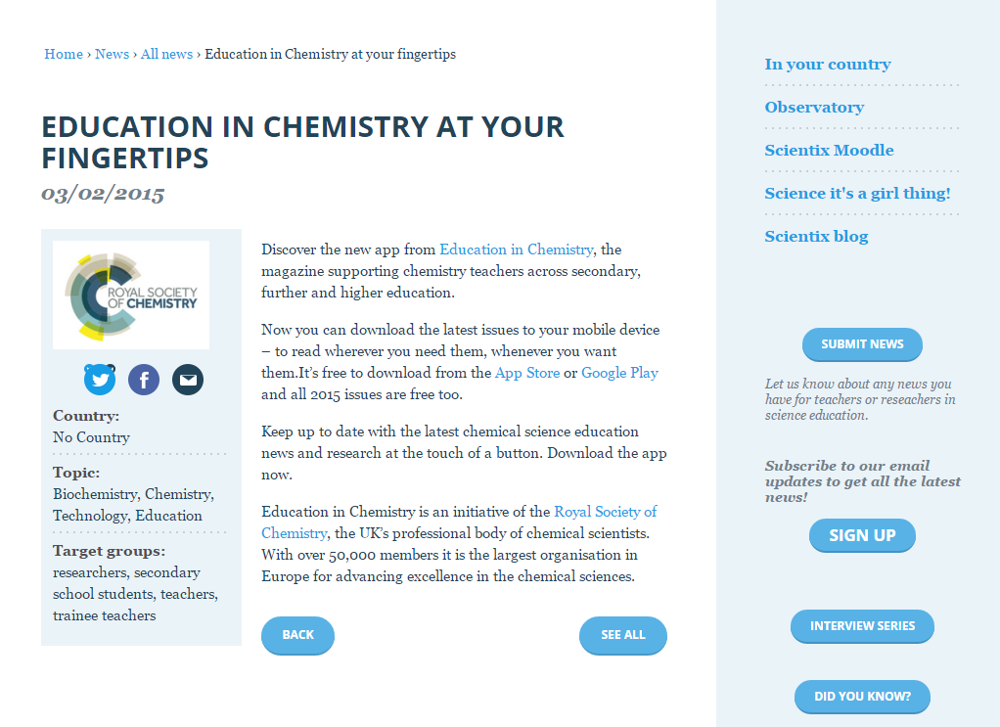 Home › News › All news › Education in Chemistry at your fingertips
EDUCATION IN CHEMISTRY AT YOUR
FINGERTIPS
03/02/2015
ROYAL SOCIETY
OF CHEMISTRY
Country:
No Country
Topic:
Biochemistry, Chemistry,
Technology, Education
Target groups:
researchers, secondary
school students, teachers,
trainee teachers
Discover the new app from Education in Chemistry, the
magazine supporting chemistry teachers across secondary,
further and higher education.
Now you can download the latest issues to your mobile device
– to read wherever you need them, whenever you want
them.It’s free to download from the App Store or Google Play
and all 2015 issues are free too.
Keep up to date with the latest chemical science education
news and research at the touch of a button. Download the app
now.
Education in Chemistry is an initiative of the Royal Society of
Chemistry, the UK’s professional body of chemical scientists.
With over 50,000 members it is the largest organisation in
Europe for advancing excellence in the chemical sciences.
BACK
SEE ALL
In your country
Observatory
Scientix Moodle
Science it's a girl thing!
Scientix blog
SUBMIT NEWS
Let us know about any news you
have for teachers or reseachers in
science education.
Subscribe to our email
updates to get all the latest
news!
SIGN UP
INTERVIEW SERIES
DID YOU KNOW?